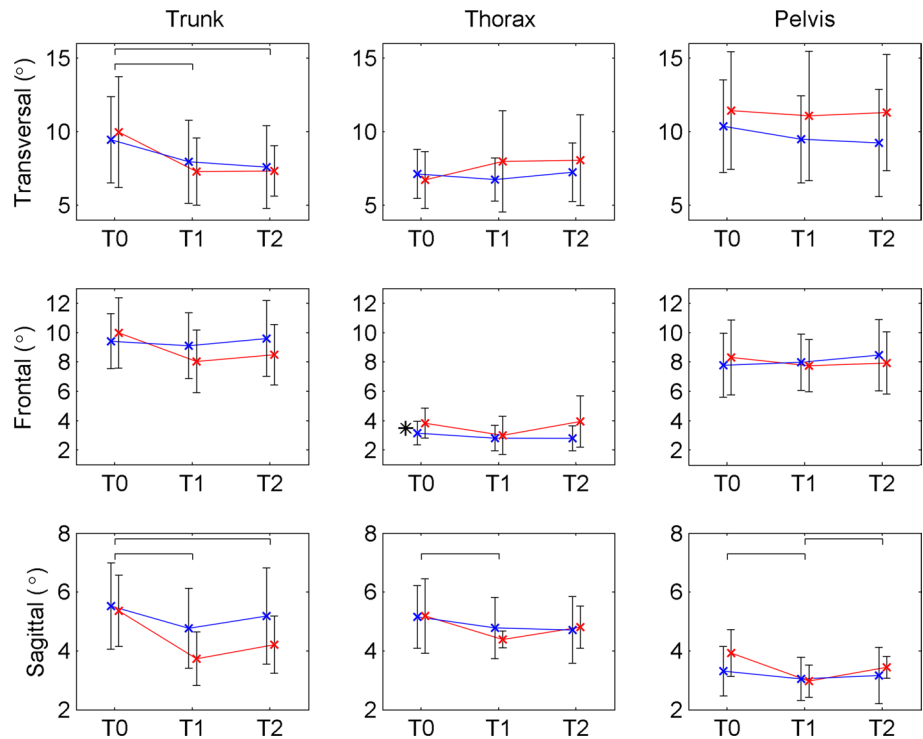 Trunk Thorax Pelvis
Transversal (°)
15 15 15
10 10 10
5 5 5
T0 T1 T2 T0 T1 T2 T0 T1 T2
Frontal (°)
12 12 12
10 10 10
8 8 8
6 6 6
4 4 4
2 2 2
T0 T1 T2 T0 T1 T2 T0 T1 T2
Sagittal (°)
8 8 8
6 6 6
4 4 4
2 2 2
T0 T1 T2 T0 T1 T2 T0 T1 T2